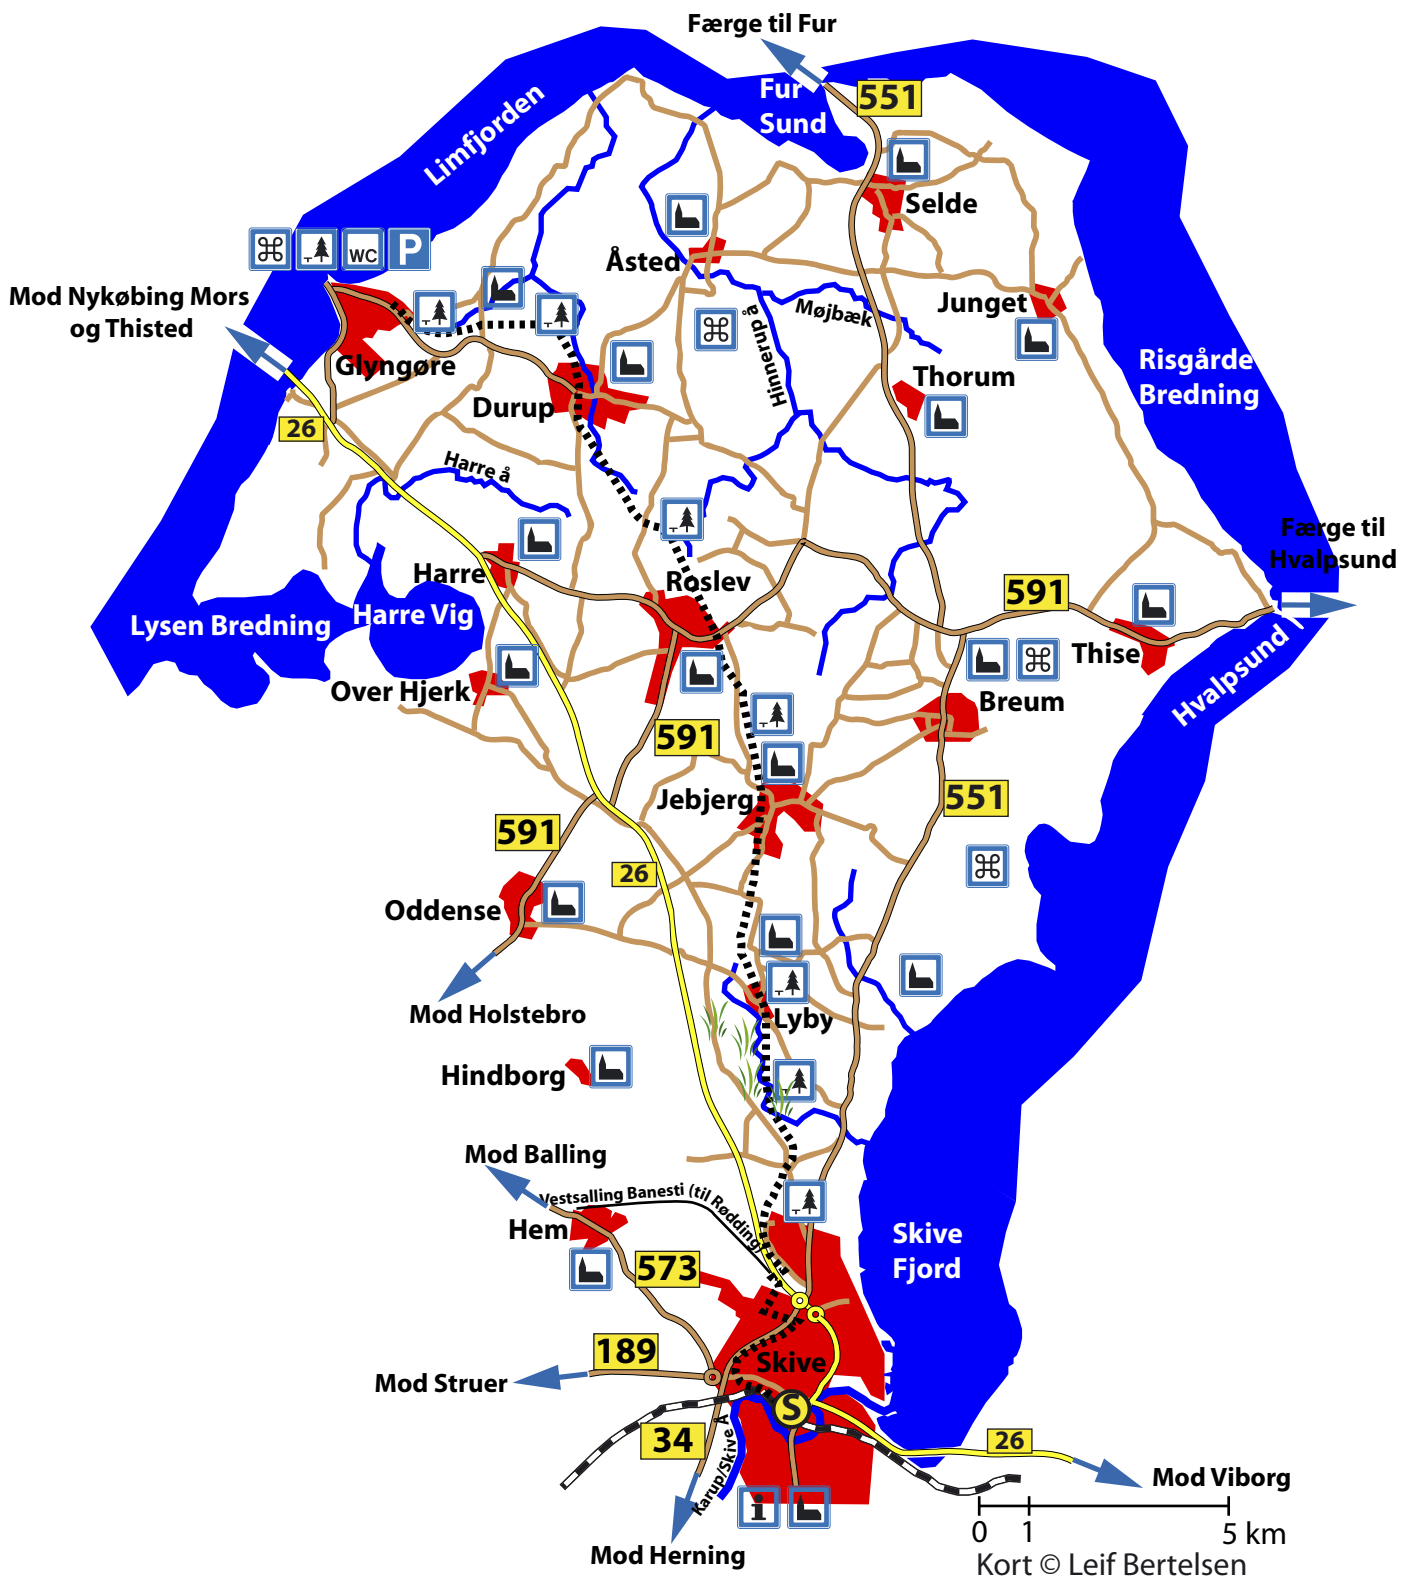 Færge til Fur
551
Fur
Sund
Limfjorden
Selde
Åsted
WC
P
Mod Nykøbing Mors
og Thisted
Junget
Møjbæk
Hinnerup å
Glyngøre
Risgårde
Bredning
Thorum
Durup
26
Harre å
Færge til
Hvalpsund
Harre
Roslev
591
Lysen Bredning
Harre Vig
Thise
Hvalpsund
Over Hjerk
Breum
591
Jebjerg
551
591
26
Oddense
Mod Holstebro
Lyby
Hindborg
Mod Balling
Vestsalling Banesti (til Rødding)
Hem
Skive
Fjord
573
189
Skive
Mod Struer
S
34
Karup/Skive Å
26
Mod Viborg
i
0 1 5 km
Mod Herning
Kort © Leif Bertelsen